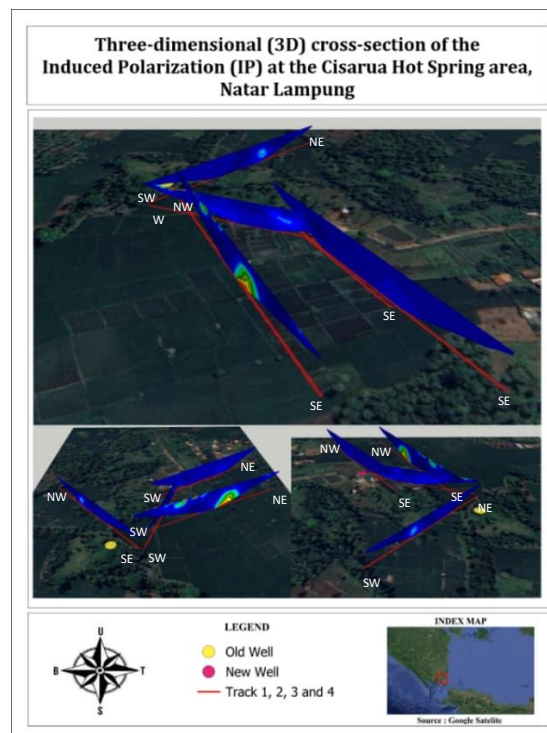 Three-dimensional (3D) cross-section of the
Induced Polarization (IP) at the Cisarua Hot Spring area,
Natar Lampung
NE
SW
NW
W
SE
SE
SE
NW
NE
SW
NE
SW
SE
SW
NW
NW
SE
SE
NE
SW
LEGEND
Old Well
New Well
Track 1, 2, 3 and 4
U
B
T
S
INDEX MAP
Source : Google Satelite